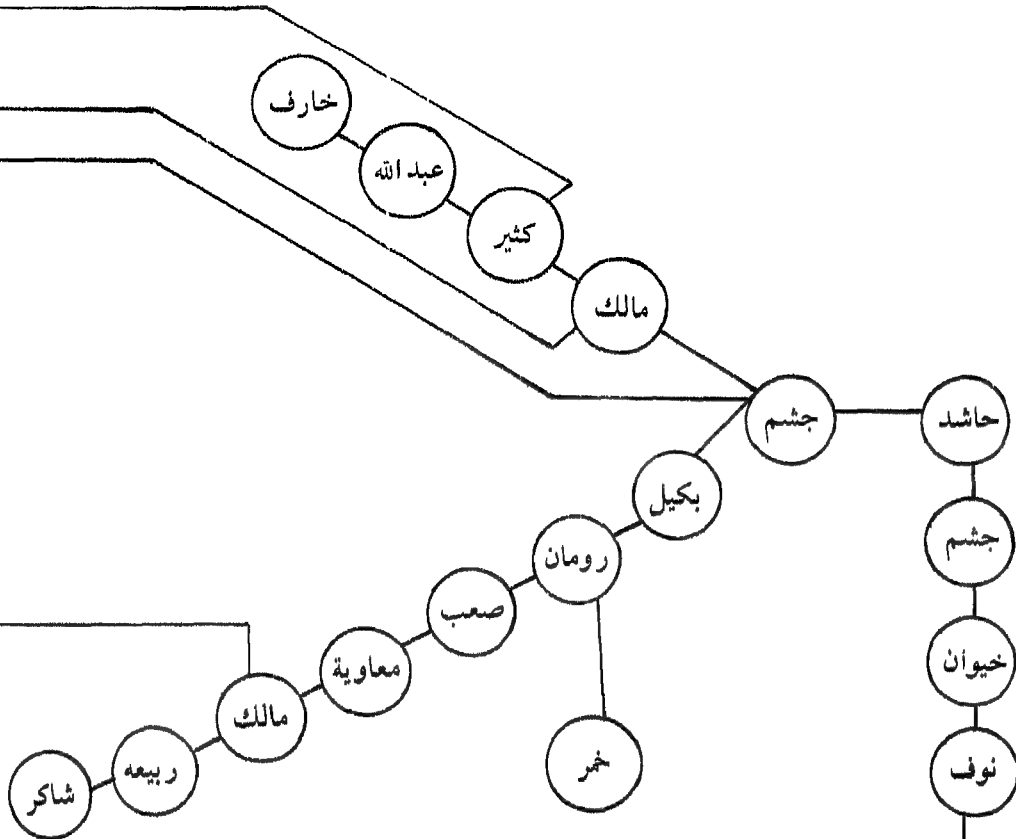 خارف
عبد الله
كثير
مالك
حاشد
جشم
جشم
بكيل
رومان
صعب
خيوان
معاوية
مالك
خمر
نوف
ربيعه
شاكر